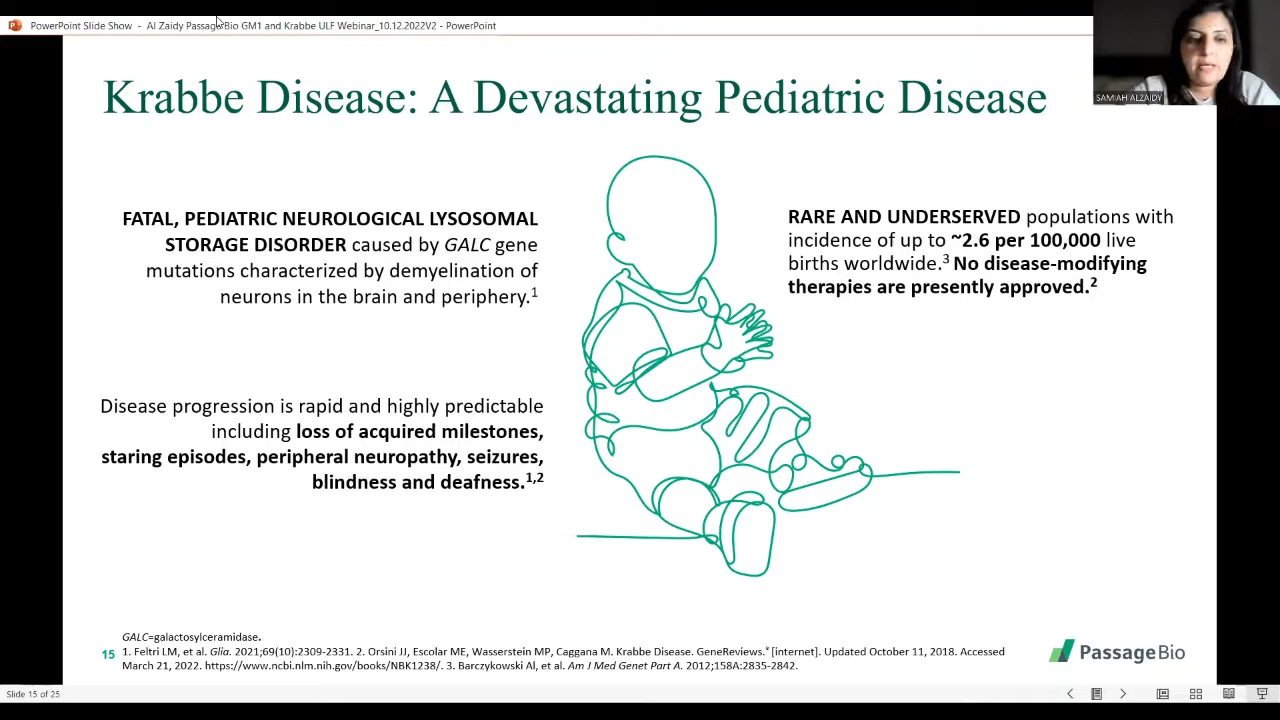 PowerPoint Slide Show - Al Zaidy Passage Bio GM1 and Krabbe ULF Webinar_10.12.2022V2 - PowerPoint
SAMIAH ALZAIDY
Krabbe Disease: A Devastating Pediatric Disease
FATAL, PEDIATRIC NEUROLOGICAL LYSOSOMAL
STORAGE DISORDER caused by GALC gene
mutations characterized by demyelination of
neurons in the brain and periphery.1
RARE AND UNDERSERVED populations with
incidence of up to ~2.6 per 100,000 live
births worldwide.3 No disease-modifying
therapies are presently approved.2
Disease progression is rapid and highly predictable
including loss of acquired milestones,
staring episodes, peripheral neuropathy, seizures,
blindness and deafness.1,2
GALC=galactosylceramidase.
15
1. Feltri LM, et al. Glia. 2021;69(10):2309-2331. 2. Orsini JJ, Escolar ME, Wasserstein MP, Caggana M. Krabbe Disease. GeneReviews.® [internet]. Updated October 11, 2018. Accessed
March 21, 2022. https://www.ncbi.nlm.nih.gov/books/NBK1238/. 3. Barczykowski Al, et al. Am J Med Genet Part A. 2012;158A:2835-2842.
PassageBio
Slide 15 of 25